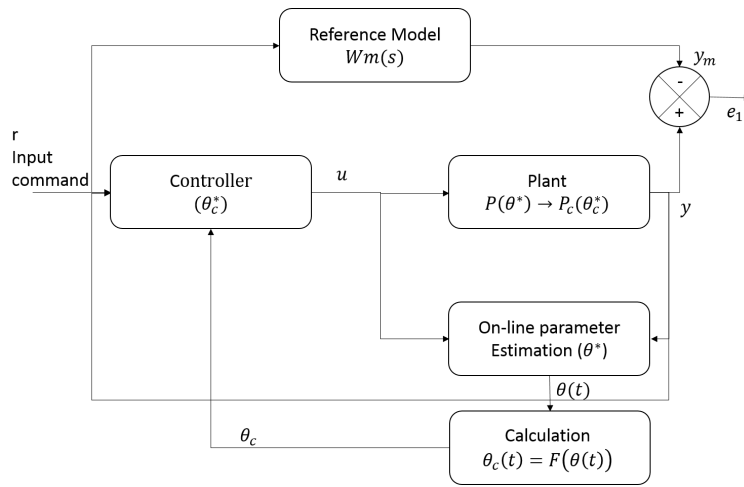 Reference Model
Wm(s)
y_m
-
+
e_1
r
Input
command
Controller
(θ_c^*)
u
Plant
P(θ^*) → P_c(θ_c^*)
y
On-line parameter
Estimation (θ^*)
θ(t)
θ_c
Calculation
θ_c(t) = F(θ(t))